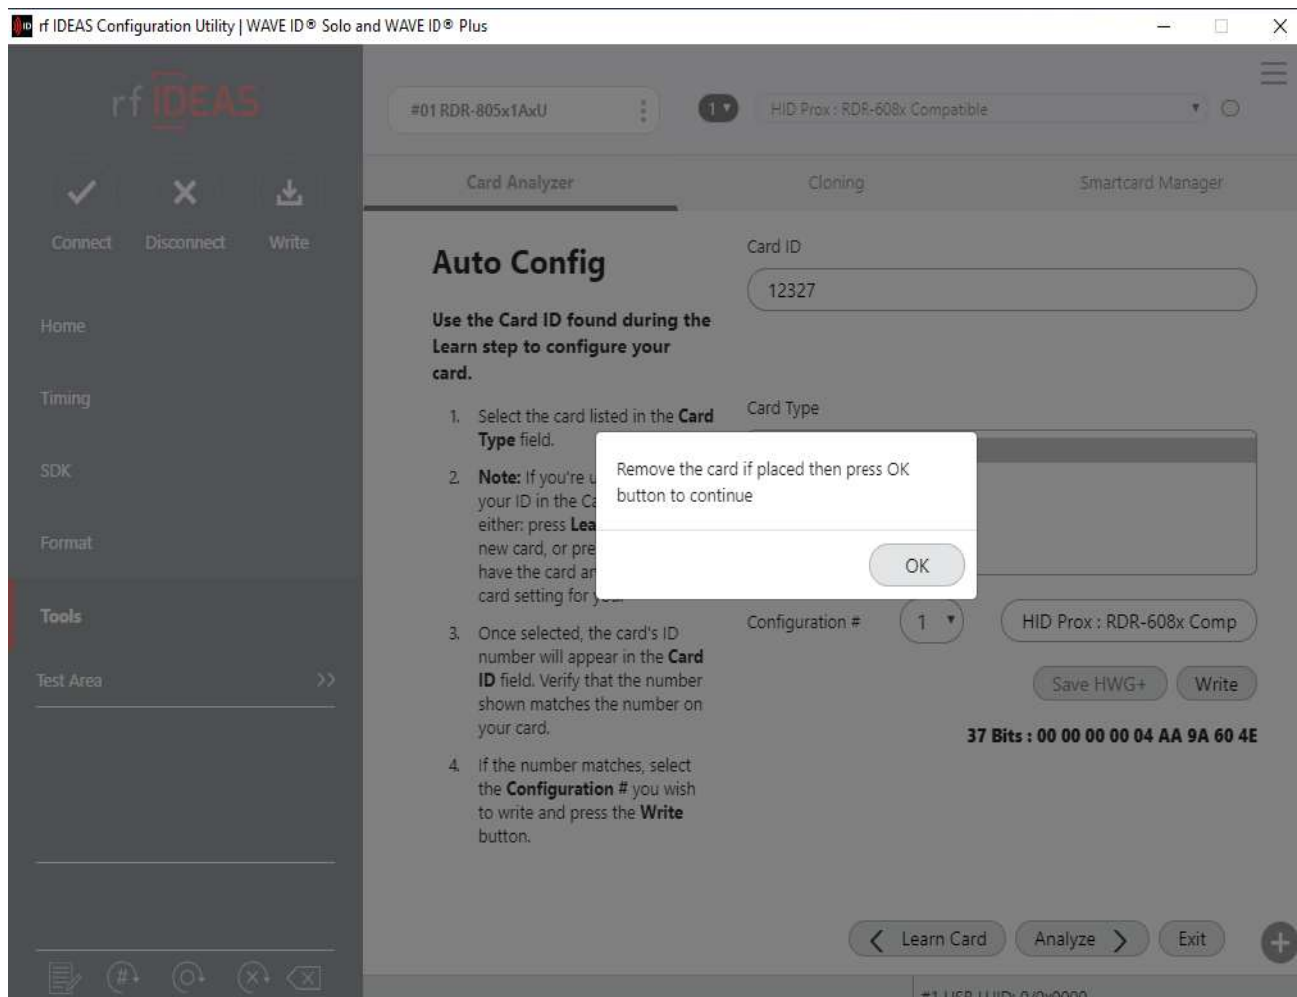 rf IDEAS Configuration Utility | WAVE ID® Solo and WAVE ID® Plus
rf IDEAS
#01 RDR-805x1AxU
1
HID Prox : RDR-608x Compatible
Connect
Disconnect
Write
Card Analyzer
Cloning
Smartcard Manager
Home
Timing
SDK
Format
Tools
Test Area >>
Auto Config
Use the Card ID found during the
Learn step to configure your
card.
1. Select the card listed in the Card
Type field.
2. Note: If you're
your ID in the
either: press
new card, or
have the card
card setting for
3. Once selected, the card's ID
number will appear in the Card
ID field. Verify that the number
shown matches the number on
your card.
4. If the number matches, select
the Configuration # you wish
to write and press the Write
button.
Card ID
12327
Card Type
Remove the card if placed then press OK
button to continue
OK
Configuration #
1
HID Prox : RDR-608x Comp
Save HWG+
Write
37 Bits : 00 00 00 00 04 AA 9A 60 4E
Learn Card
Analyze
Exit
#1 USB LUID: 0/0x0000